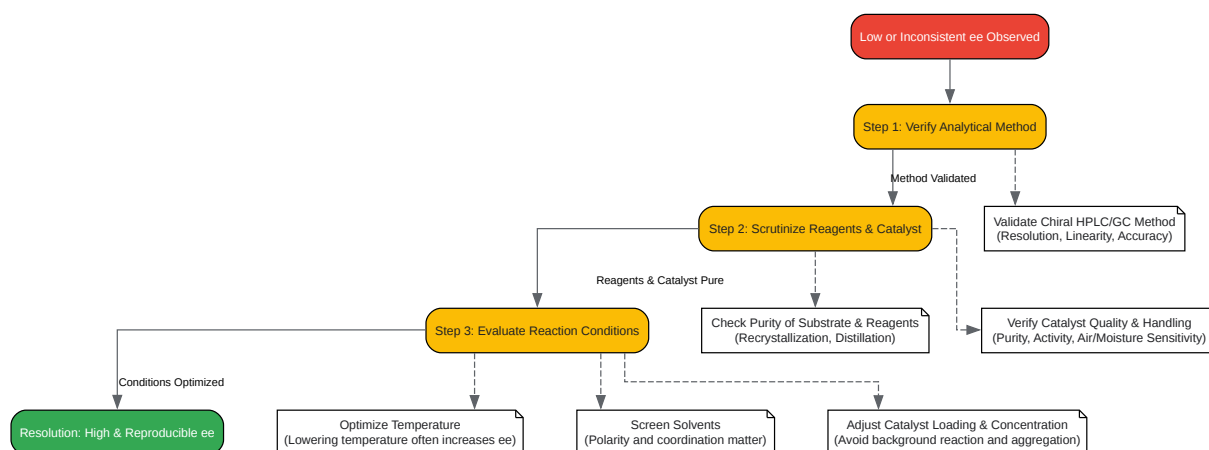 Low or Inconsistent ee Observed
Step 1: Verify Analytical Method
Method Validated
Step 2: Scrutinize Reagents & Catalyst
Validate Chiral HPLC/GC Method
(Resolution, Linearity, Accuracy)
Reagents & Catalyst Pure
Step 3: Evaluate Reaction Conditions
Check Purity of Substrate & Reagents
(Recrystallization, Distillation)
Verify Catalyst Quality & Handling
(Purity, Activity, Air/Moisture Sensitivity)
Conditions Optimized
Resolution: High & Reproducible ee
Optimize Temperature
(Lowering temperature often increases ee)
Screen Solvents
(Polarity and coordination matter)
Adjust Catalyst Loading & Concentration
(Avoid background reaction and aggregation)